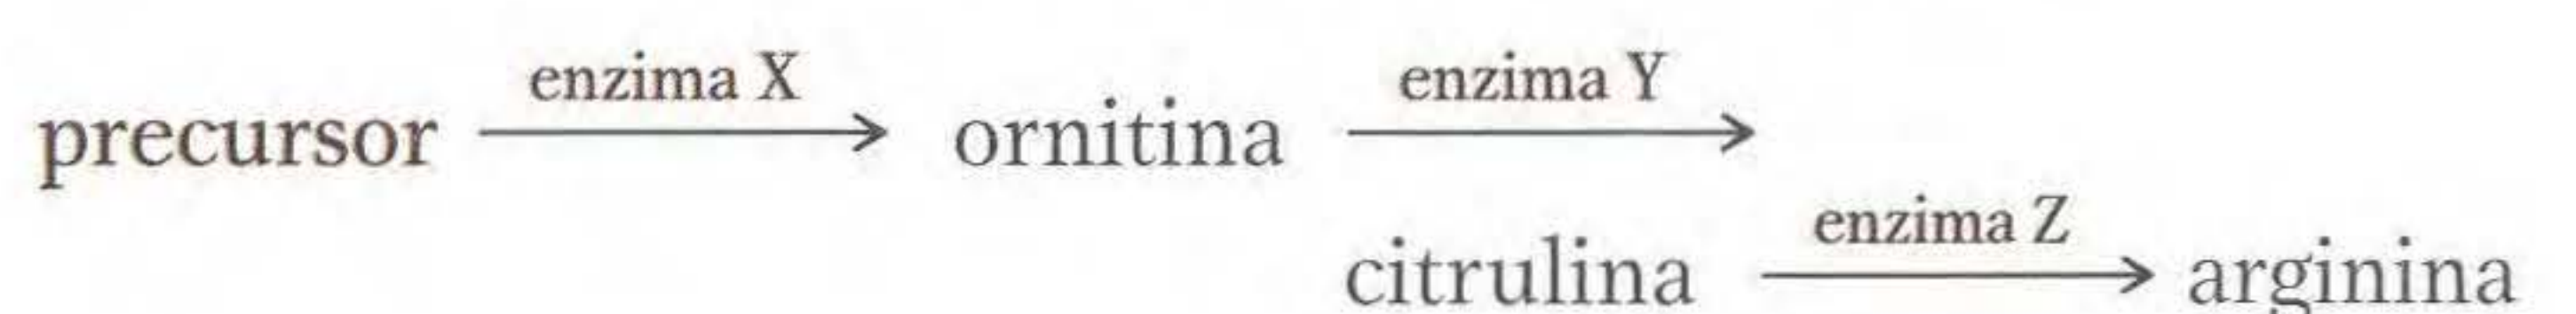 enzima X enzima Y
precursor ornitina
enzima Z
citrulina arginina